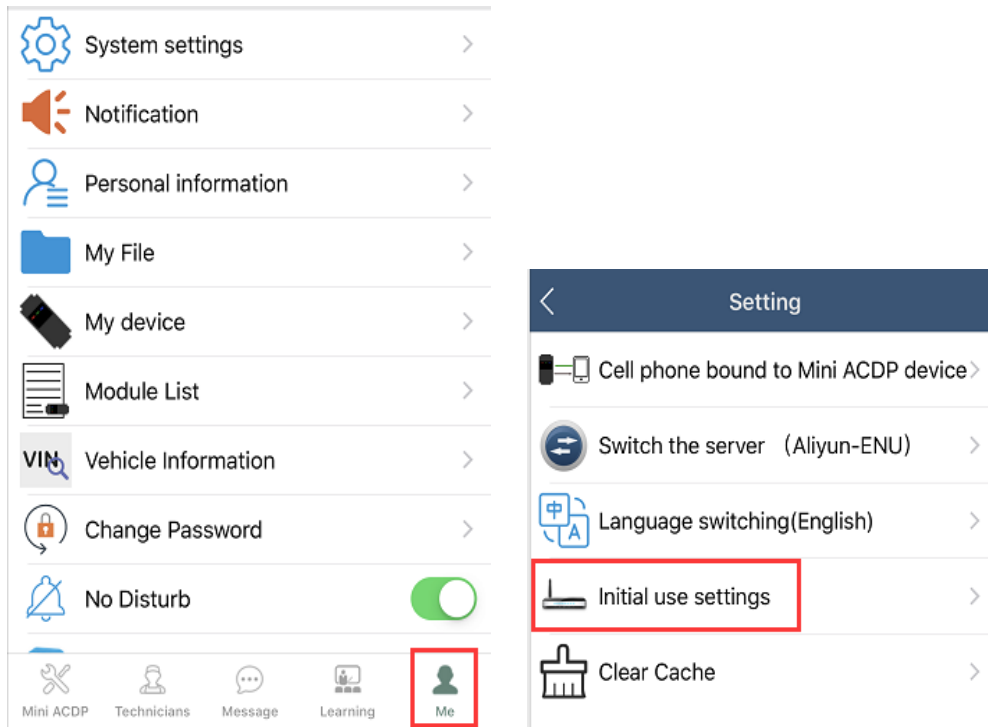 System settings
Notification
Personal information
My File
My device
Module List
VIN
Vehicle Information
Change Password
No Disturb
Mini ACDP
Technicians
Message
Learning
Me
Setting
Cell phone bound to Mini ACDP device
Switch the server （Aliyun-ENU）
中
A
Language switching(English)
Initial use settings
Clear Cache